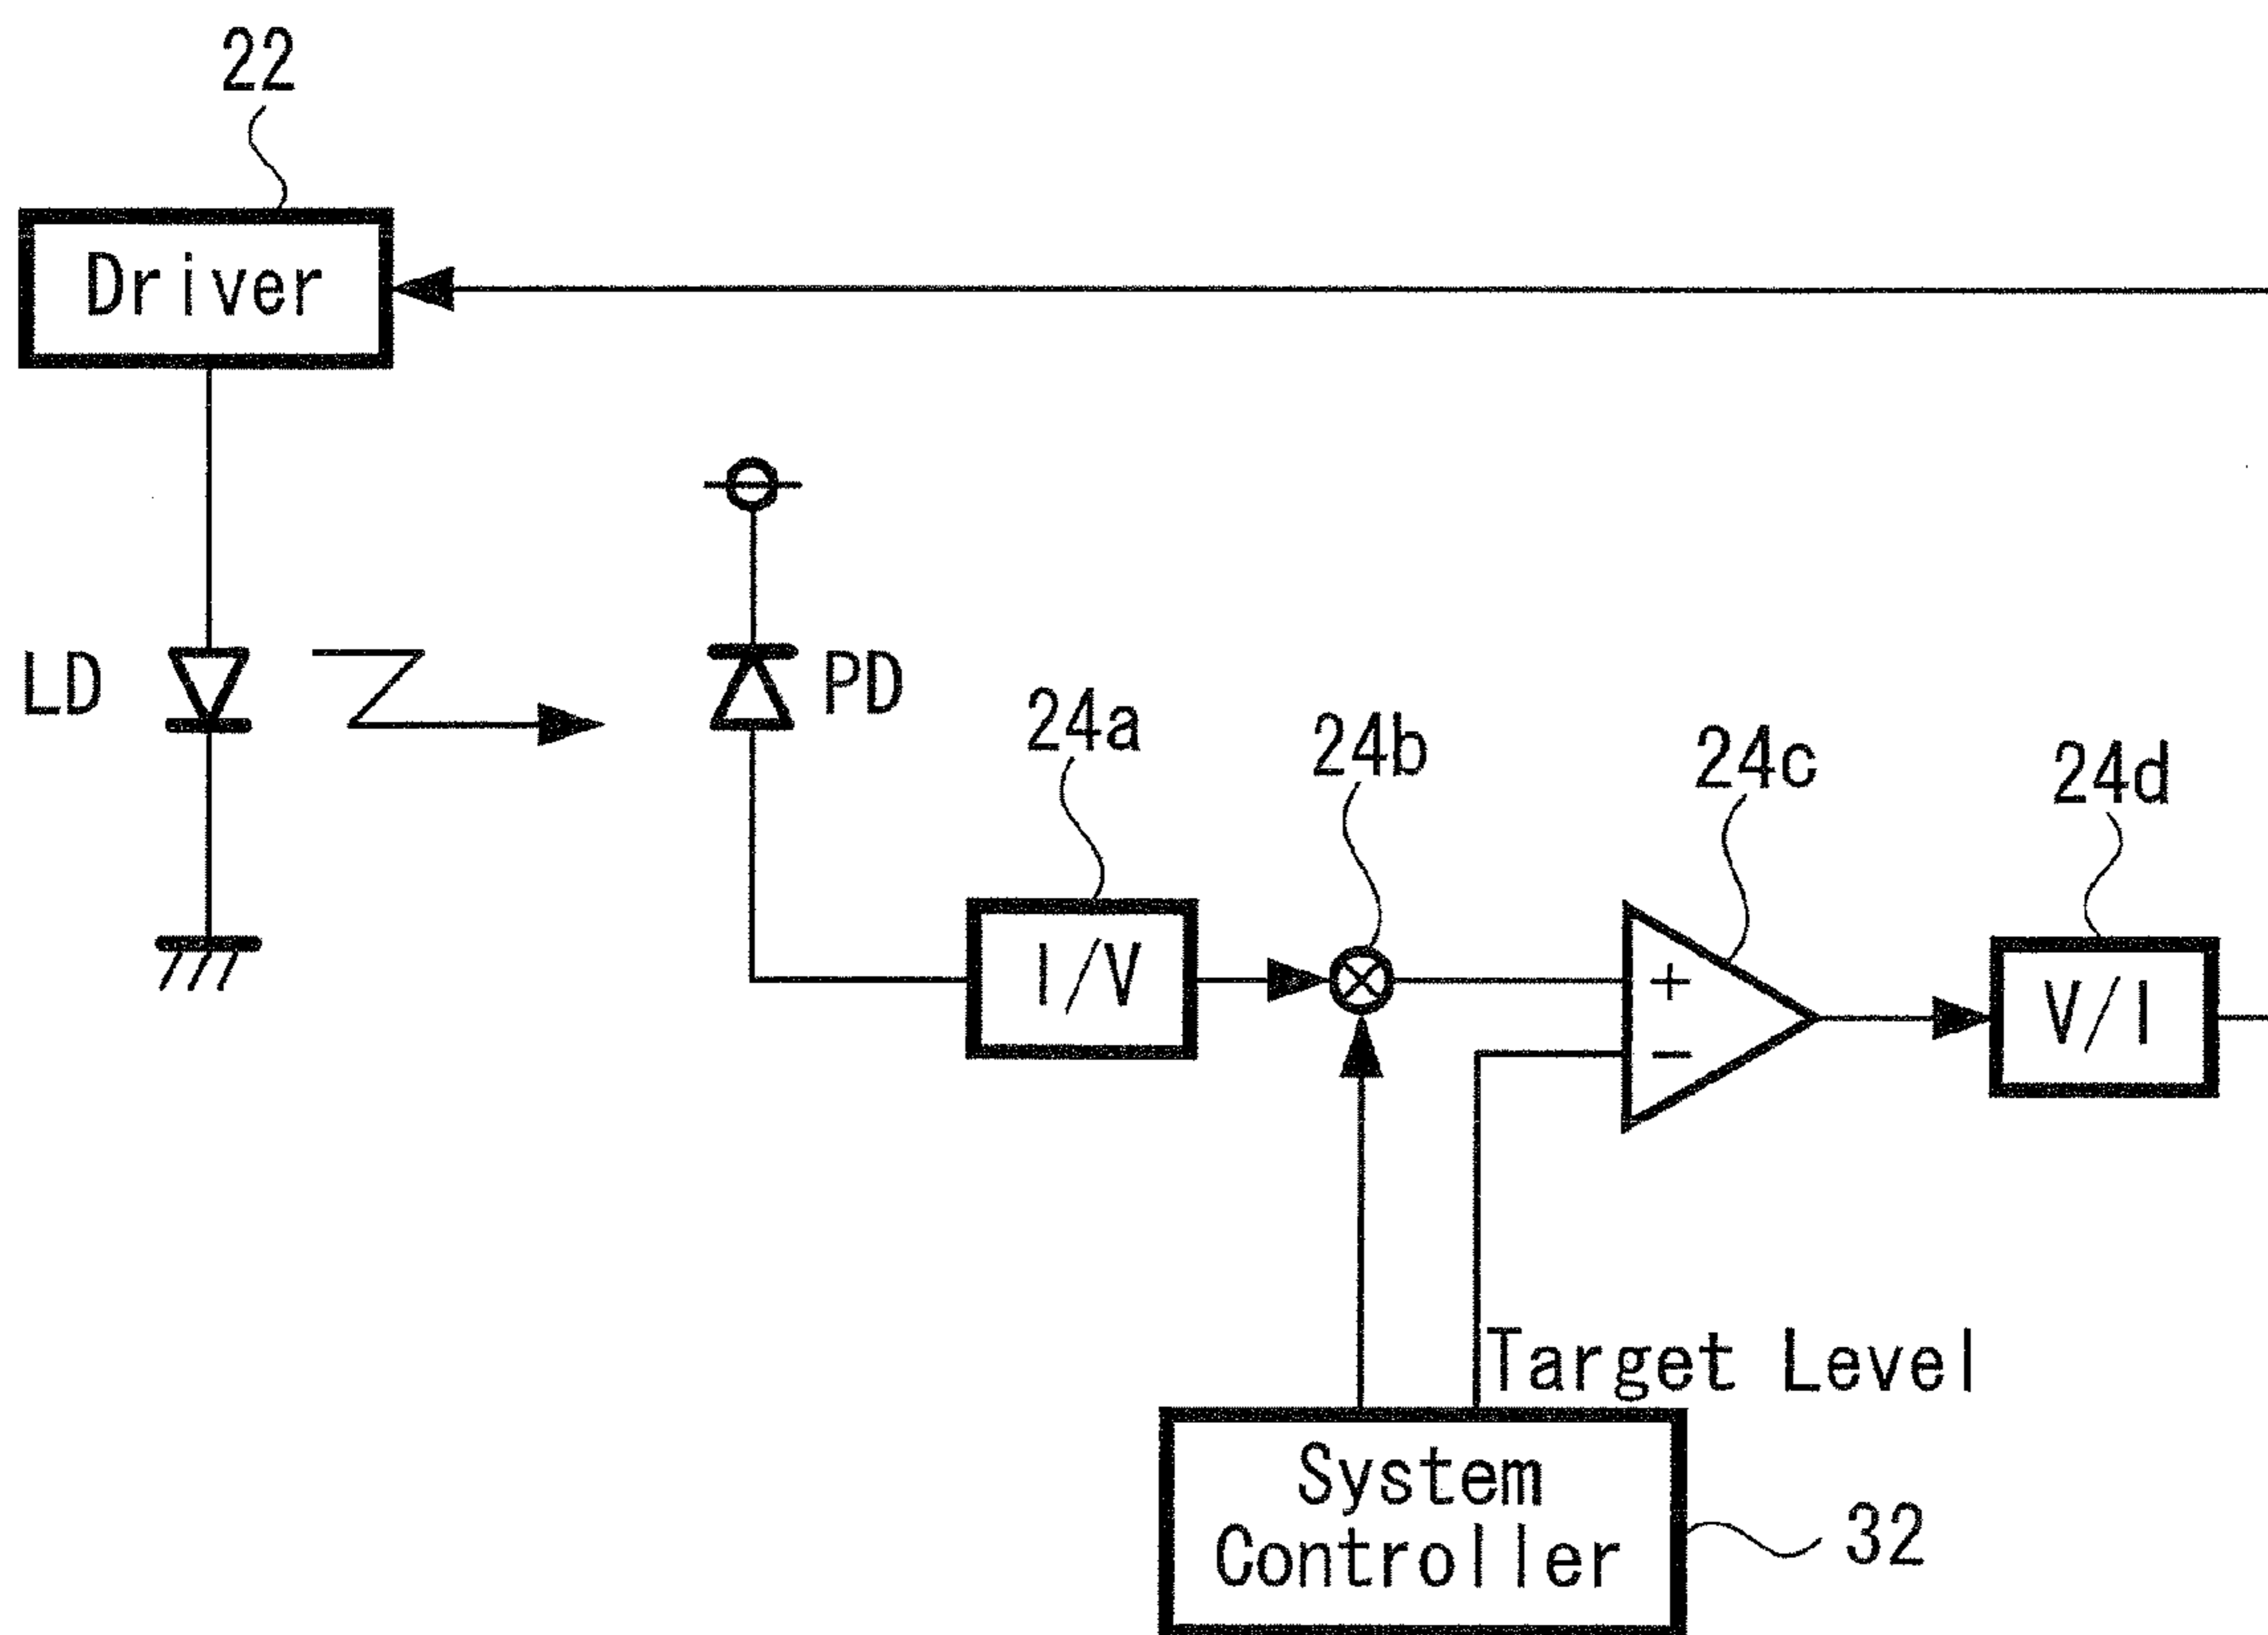 22
Driver
LD
PD
24a
24b
24c
24d
I/V
+
−
V/I
Target Level
System
Controller
32